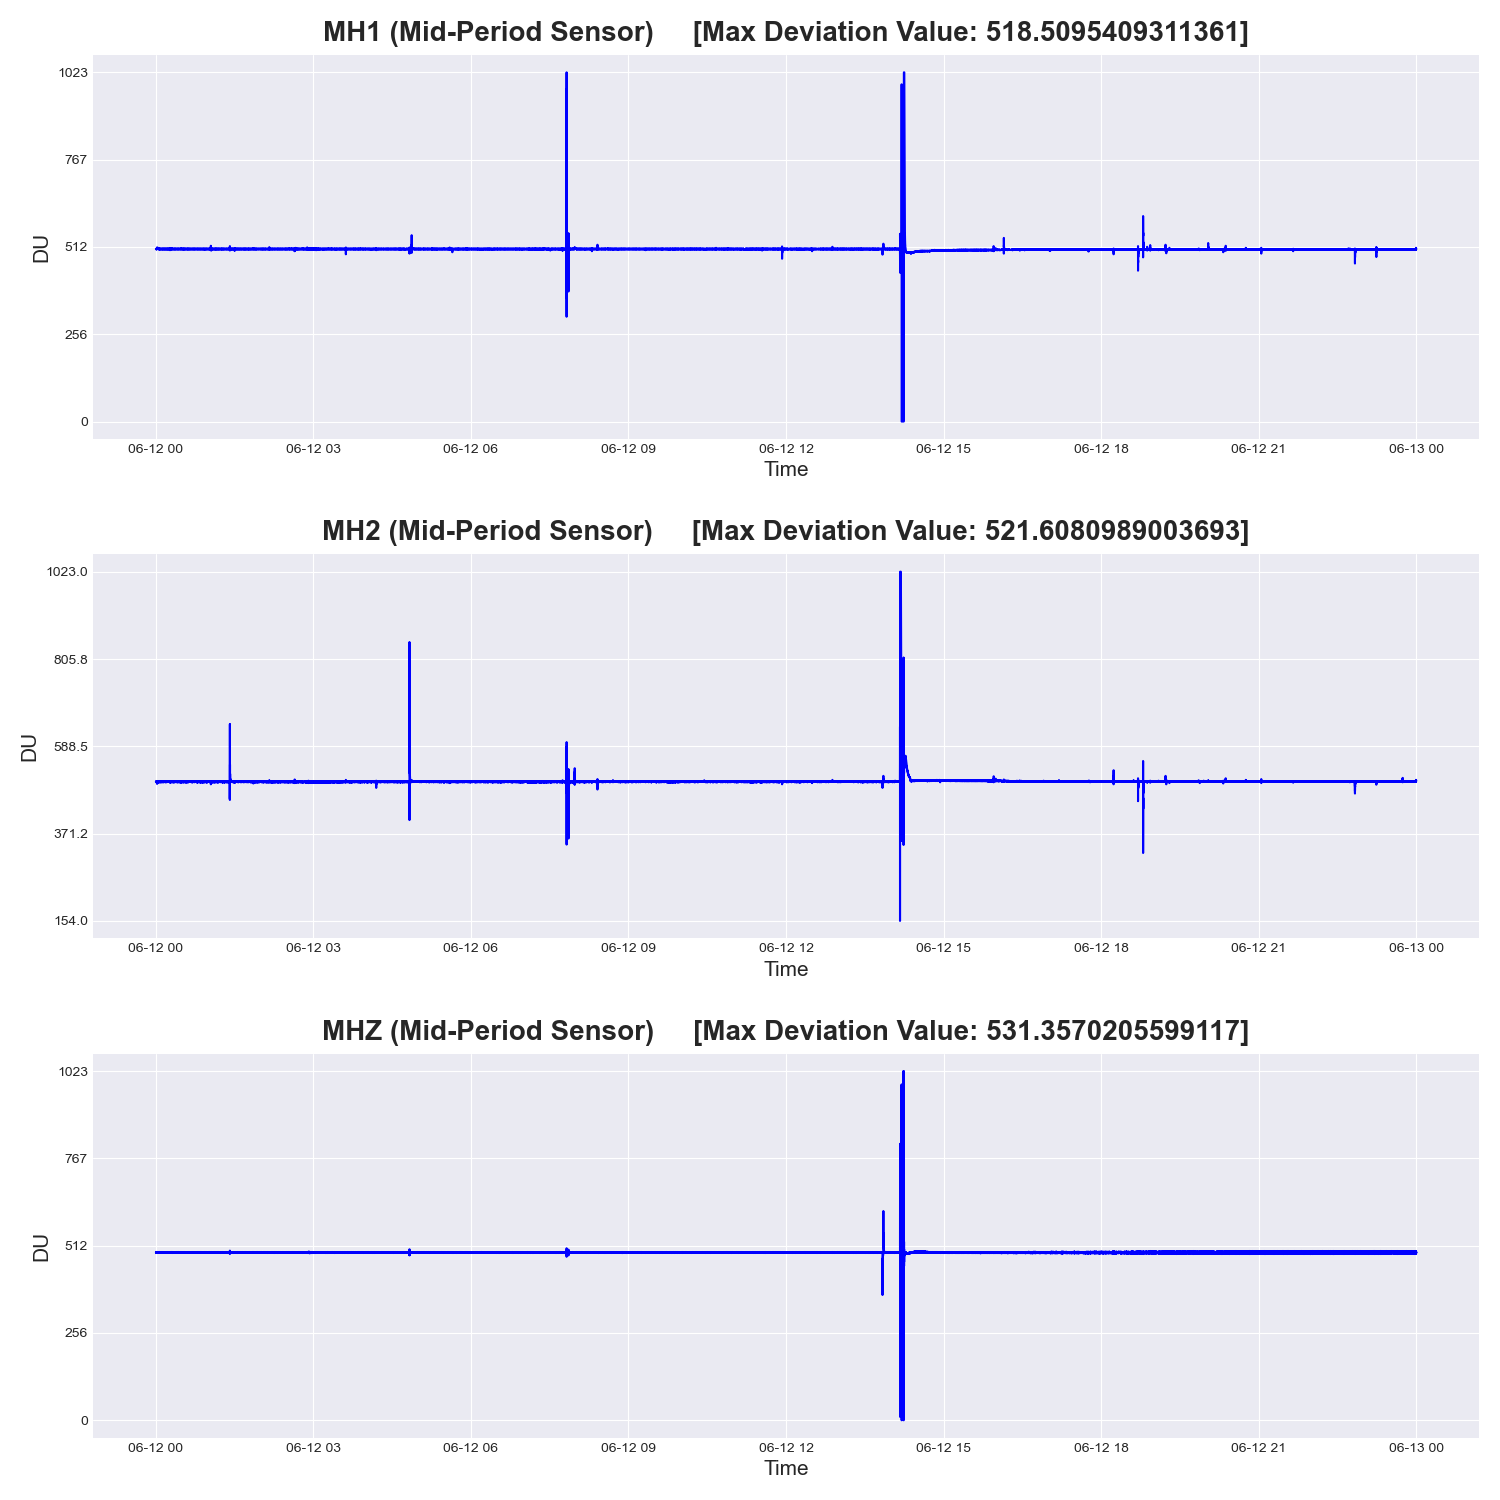 MH1 (Mid-Period Sensor) [Max Deviation Value: 518.5095409311361]
1023
767
512
256
0
DU
06-12 00 06-12 03 06-12 06 06-12 09 06-12 12 06-12 15 06-12 18 06-12 21 06-13 00
Time
MH2 (Mid-Period Sensor) [Max Deviation Value: 521.6080989003693]
1023.0
805.8
588.5
371.2
154.0
DU
06-12 00 06-12 03 06-12 06 06-12 09 06-12 12 06-12 15 06-12 18 06-12 21 06-13 00
Time
MHZ (Mid-Period Sensor) [Max Deviation Value: 531.3570205599117]
1023
767
512
256
0
DU
06-12 00 06-12 03 06-12 06 06-12 09 06-12 12 06-12 15 06-12 18 06-12 21 06-13 00
Time